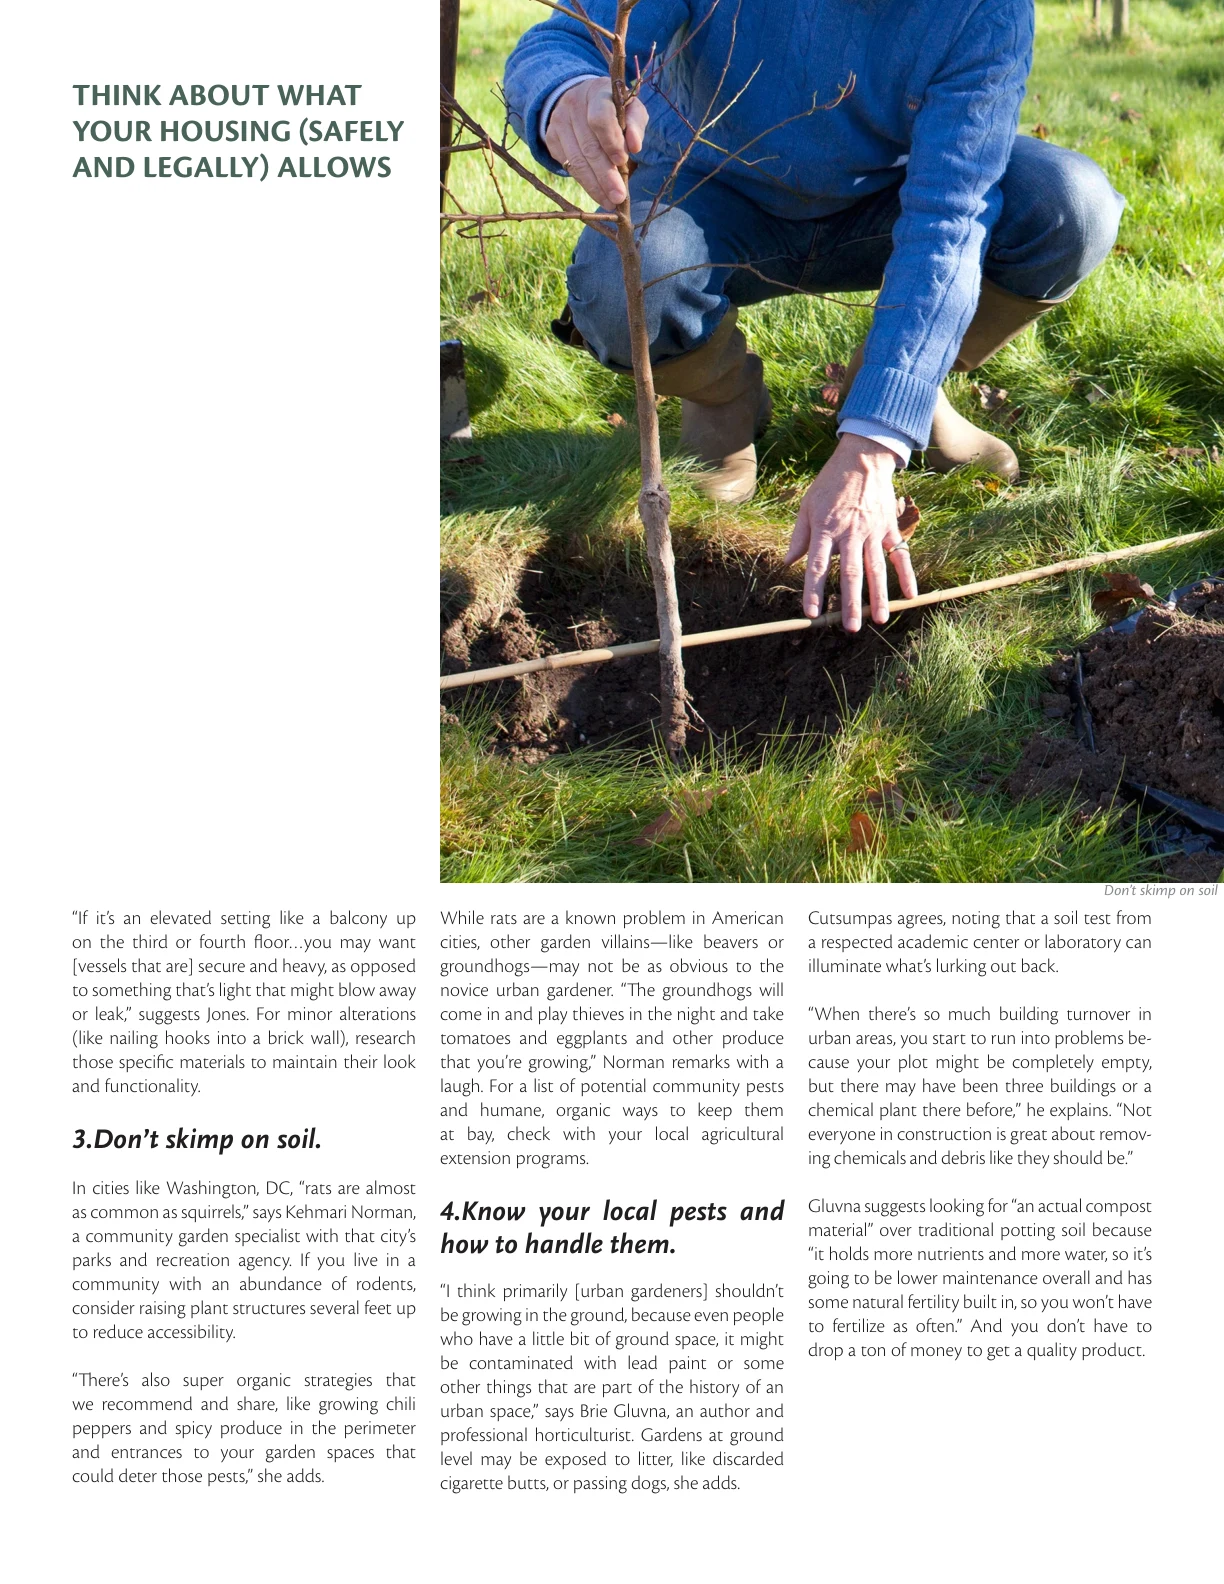 THINK ABOUT WHAT
YOUR HOUSING (SAFELY
AND LEGALLY) ALLOWS
Don't skimp on soil
“If it’s an elevated setting like a balcony up
on the third or fourth floor…you may want
[vessels that are] secure and heavy, as opposed
to something that’s light that might blow away
or leak,” suggests Jones. For minor alterations
(like nailing hooks into a brick wall), research
those specific materials to maintain their look
and functionality.
3.Don’t skimp on soil.
In cities like Washington, DC, “rats are almost
as common as squirrels,” says Kehmari Norman,
a community garden specialist with that city’s
parks and recreation agency. If you live in a
community with an abundance of rodents,
consider raising plant structures several feet up
to reduce accessibility.
“There’s also super organic strategies that
we recommend and share, like growing chili
peppers and spicy produce in the perimeter
and entrances to your garden spaces that
could deter those pests,” she adds.
While rats are a known problem in American
cities, other garden villains—like beavers or
groundhogs—may not be as obvious to the
novice urban gardener. “The groundhogs will
come in and play thieves in the night and take
tomatoes and eggplants and other produce
that you’re growing,” Norman remarks with a
laugh. For a list of potential community pests
and humane, organic ways to keep them
at bay, check with your local agricultural
extension programs.
4.Know your local pests and
how to handle them.
“I think primarily [urban gardeners] shouldn’t
be growing in the ground, because even people
who have a little bit of ground space, it might
be contaminated with lead paint or some
other things that are part of the history of an
urban space,” says Brie Gluvna, an author and
professional horticulturist. Gardens at ground
level may be exposed to litter, like discarded
cigarette butts, or passing dogs, she adds.
Cutsumpas agrees, noting that a soil test from
a respected academic center or laboratory can
illuminate what’s lurking out back.
“When there’s so much building turnover in
urban areas, you start to run into problems be-
cause your plot might be completely empty,
but there may have been three buildings or a
chemical plant there before,” he explains. “Not
everyone in construction is great about remov-
ing chemicals and debris like they should be.”
Gluvna suggests looking for “an actual compost
material” over traditional potting soil because
“it holds more nutrients and more water, so it’s
going to be lower maintenance overall and has
some natural fertility built in, so you won’t have
to fertilize as often.” And you don’t have to
drop a ton of money to get a quality product.